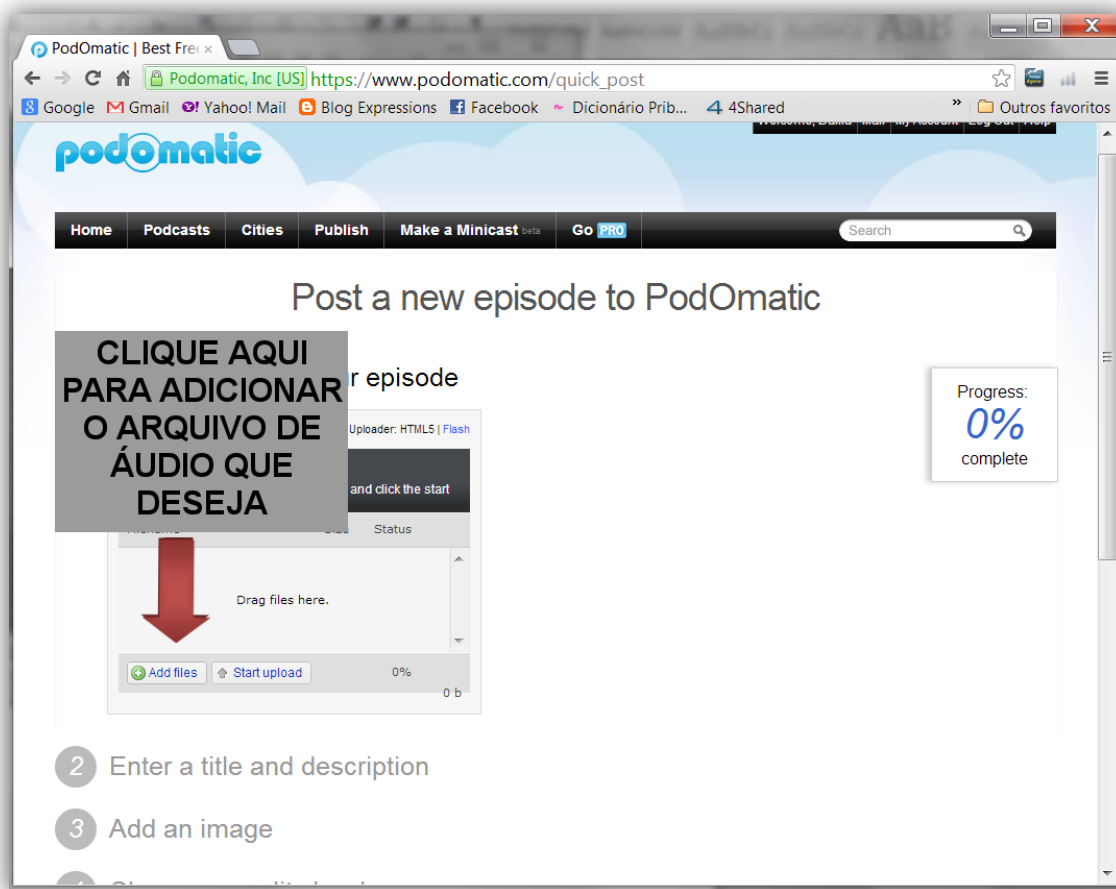 PodOmatic | Best Fre
Podomatic, Inc [US] https://www.podomatic.com/quick_post
Google Gmail Yahoo! Mail Blog Expressions Facebook Dicionário Prib... 4Shared » Outros favoritos
podomatic
Home Podcasts Cities Publish Make a Minicast beta Go PRO Search
Post a new episode to PodOmatic
CLIQUE AQUI
PARA ADICIONAR
O ARQUIVO DE
ÁUDIO QUE
DESEJA
episode
Uploader: HTML5 | Flash
and click the start
Status
Drag files here.
Add files Start upload 0%
0 b
Progress:
0%
complete
2 Enter a title and description
3 Add an image